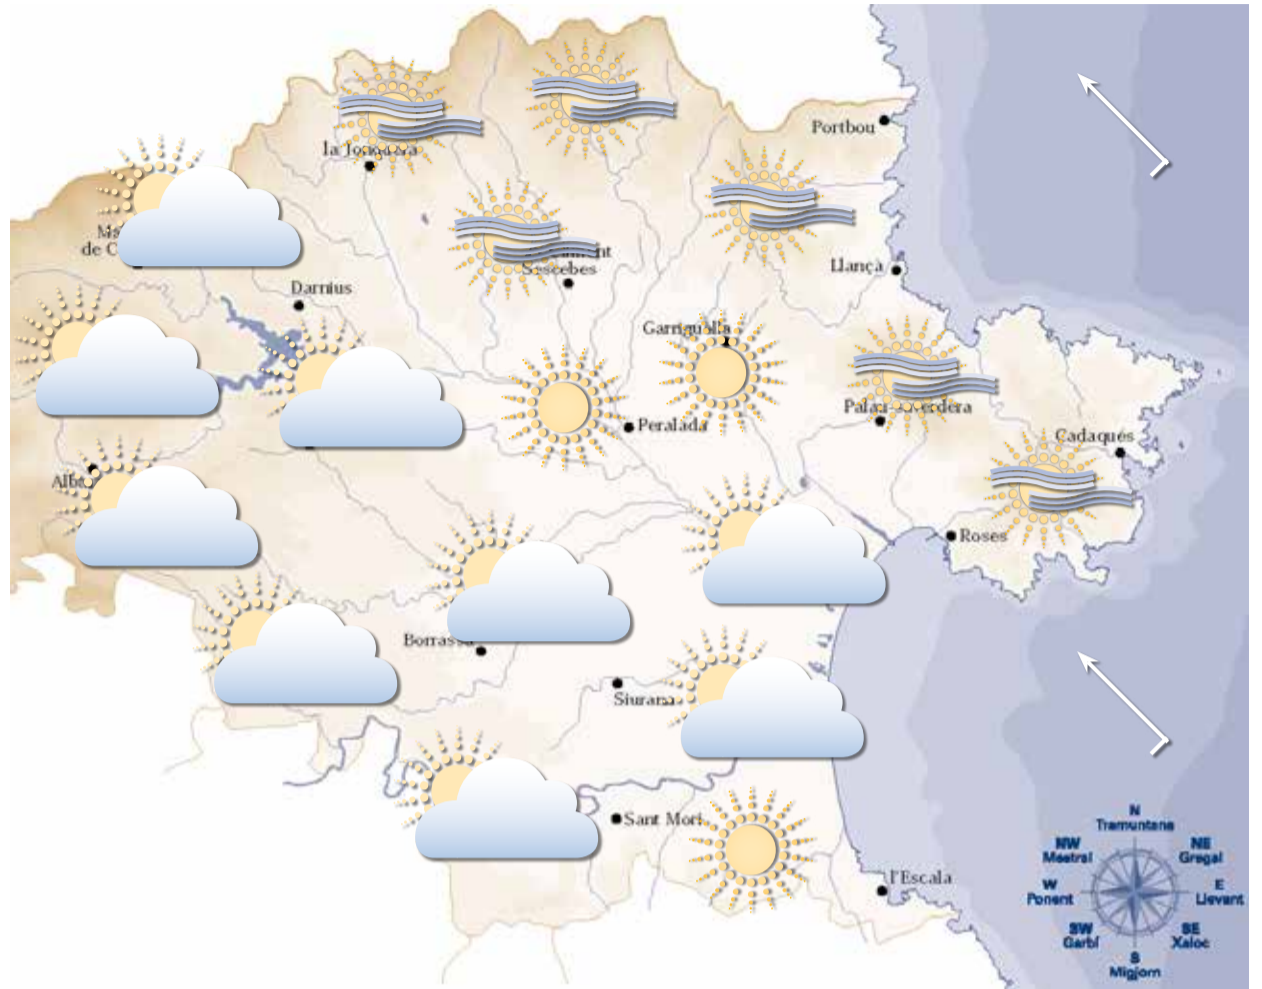 Portbou
la Jonquera
Llançà
Darnius
Garriguella
Peralada
Cadaqués
Roses
Borrassà
Siurana
Sant Mori
l'Escala
N
Tramuntana
NW
Mestral
NE
Gregal
W
Ponent
E
Llevant
SW
Garbí
SE
Xaloc
S
Migjorn